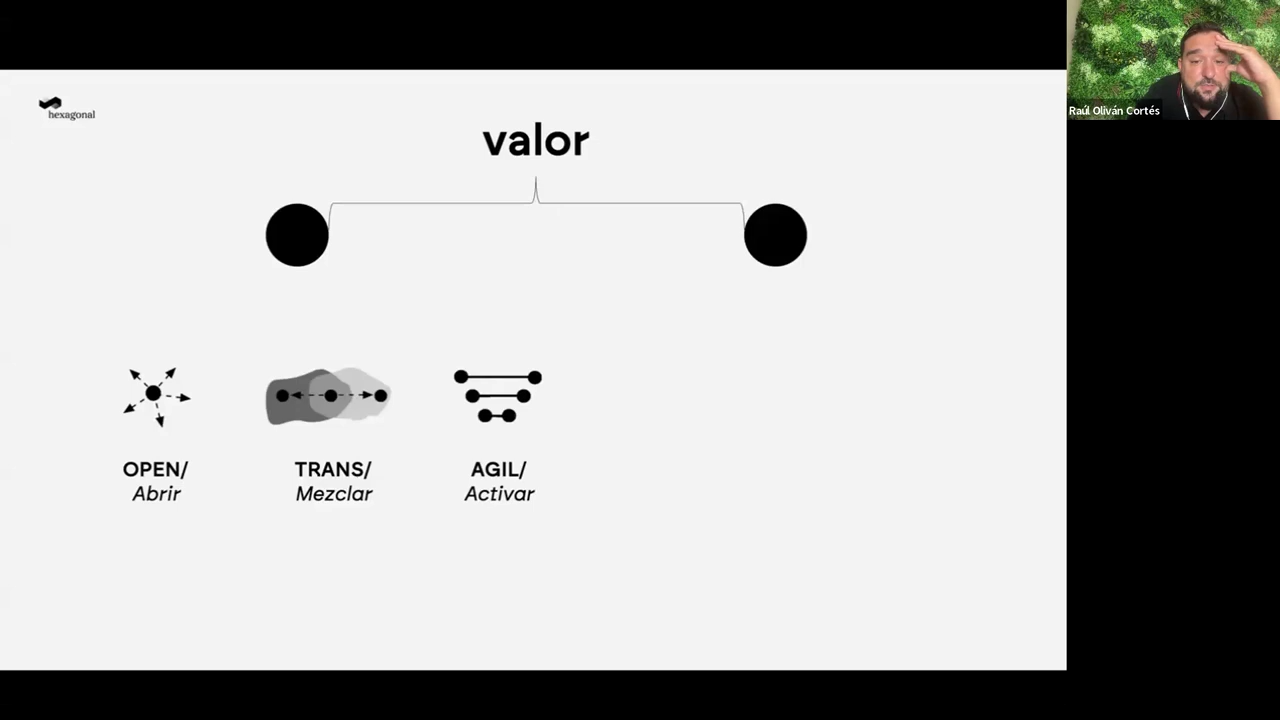 hexagonal
valor
OPEN/
Abrir
TRANS/
Mezclar
AGIL/
Activar
Raúl Oliván Cortés